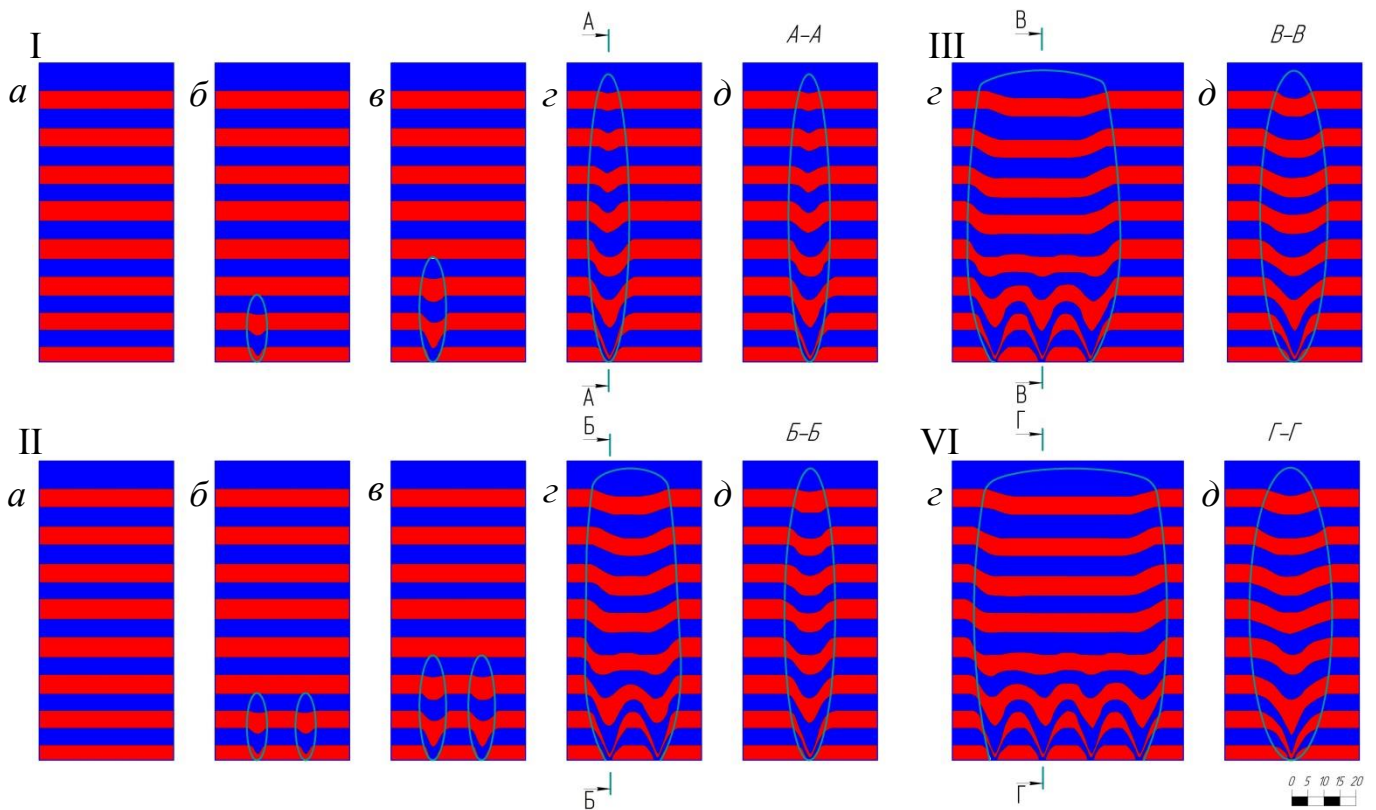 А А–А В В–В
I III
а б в г д г д
А В
Б Б–Б Г Г–Г
II VI
а б в г д г д
Б Г
0 5 10 15 20